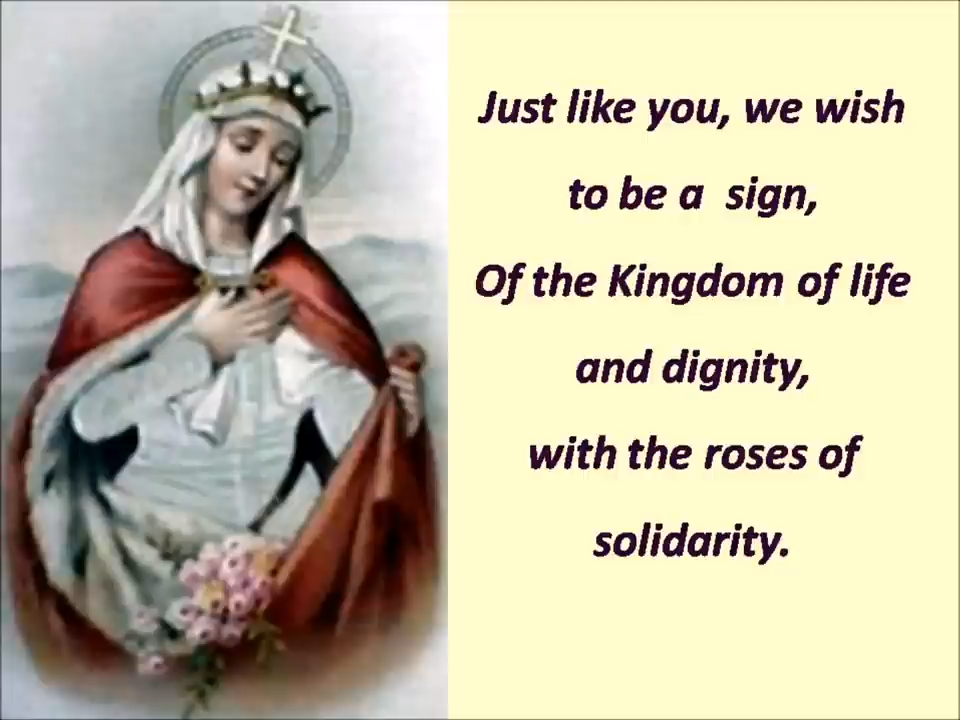 Just like you, we wish
to be a sign,
Of the Kingdom of life
and dignity,
with the roses of
solidarity.